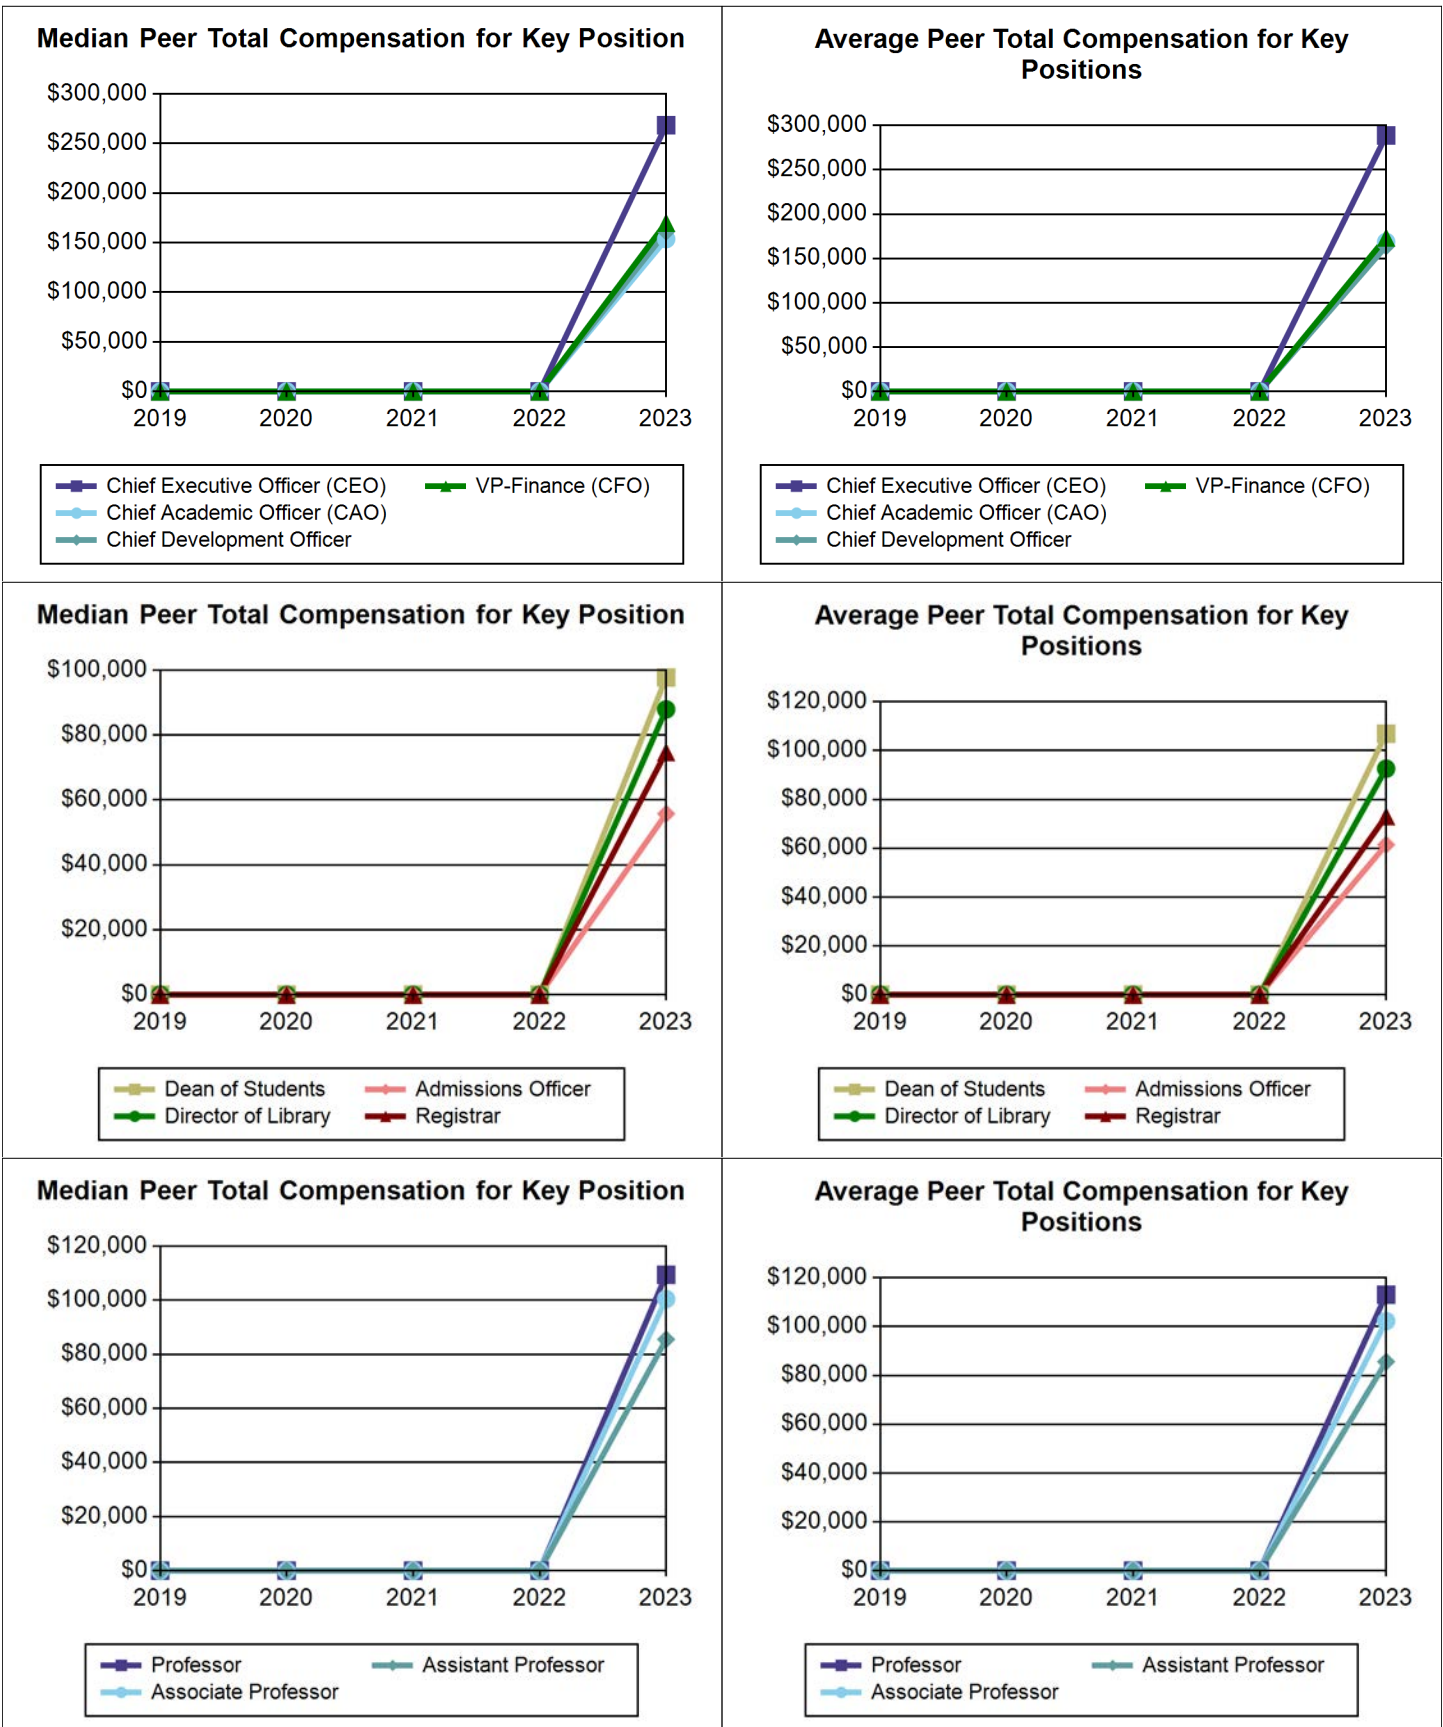 Median Peer Total Compensation for Key Position
$300,000
$250,000
$200,000
$150,000
$100,000
$50,000
$0
2019 2020 2021 2022 2023
Chief Executive Officer (CEO) VP-Finance (CFO)
Chief Academic Officer (CAO)
Chief Development Officer
Average Peer Total Compensation for Key
Positions
$300,000
$250,000
$200,000
$150,000
$100,000
$50,000
$0
2019 2020 2021 2022 2023
Chief Executive Officer (CEO) VP-Finance (CFO)
Chief Academic Officer (CAO)
Chief Development Officer
Median Peer Total Compensation for Key Position
$100,000
$80,000
$60,000
$40,000
$20,000
$0
2019 2020 2021 2022 2023
Dean of Students Admissions Officer
Director of Library Registrar
Average Peer Total Compensation for Key
Positions
$120,000
$100,000
$80,000
$60,000
$40,000
$20,000
$0
2019 2020 2021 2022 2023
Dean of Students Admissions Officer
Director of Library Registrar
Median Peer Total Compensation for Key Position
$120,000
$100,000
$80,000
$60,000
$40,000
$20,000
$0
2019 2020 2021 2022 2023
Professor Assistant Professor
Associate Professor
Average Peer Total Compensation for Key
Positions
$120,000
$100,000
$80,000
$60,000
$40,000
$20,000
$0
2019 2020 2021 2022 2023
Professor Assistant Professor
Associate Professor